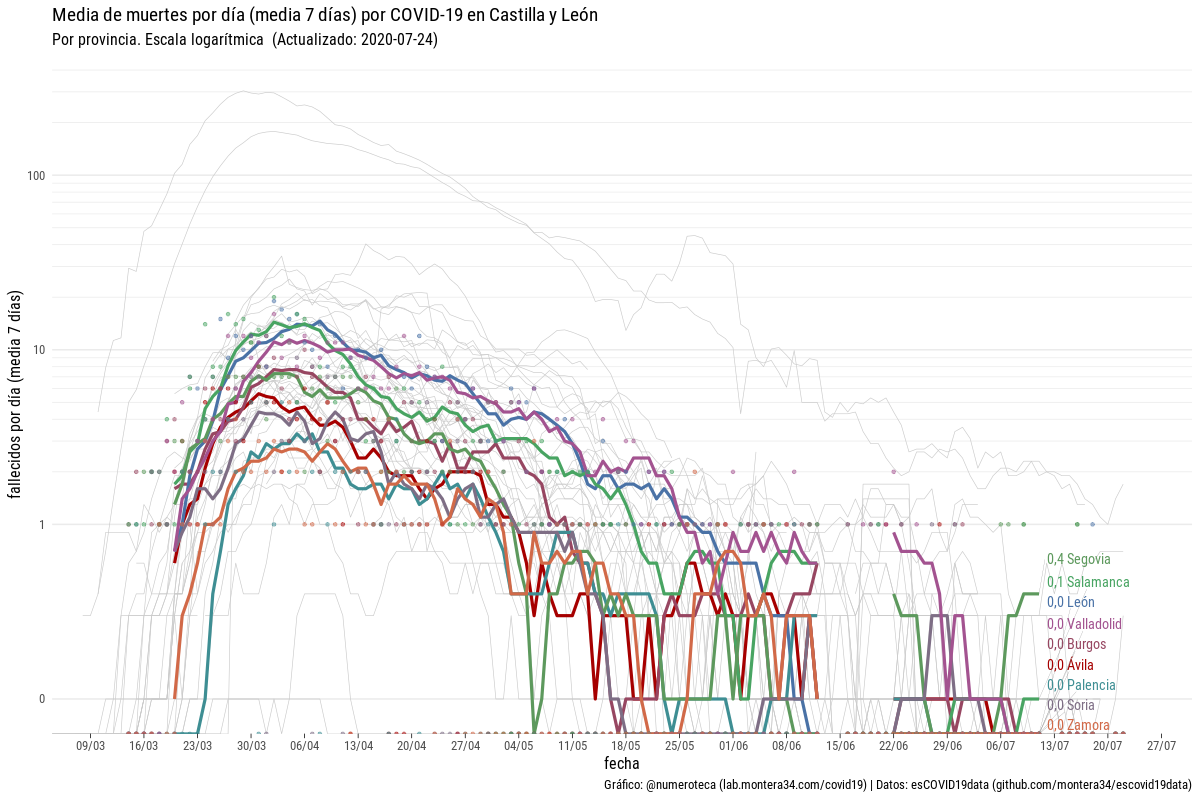 Media de muertes por día (media 7 días) por COVID-19 en Castilla y León
Por provincia. Escala logarítmica (Actualizado: 2020-07-24)
fallecidos por día (media 7 días)
100
10
1
0
0,4 Segovia
0,1 Salamanca
0,0 León
0,0 Valladolid
0,0 Burgos
0,0 Ávila
0,0 Palencia
0,0 Soria
0,0 Zamora
09/03 16/03 23/03 30/03 06/04 13/04 20/04 27/04 04/05 11/05 18/05 25/05 01/06 08/06 15/06 22/06 29/06 06/07 13/07 20/07 27/07
fecha
Gráfico: @numeroteca (lab.montera34.com/covid19) | Datos: esCOVID19data (github.com/montera34/escovid19data)